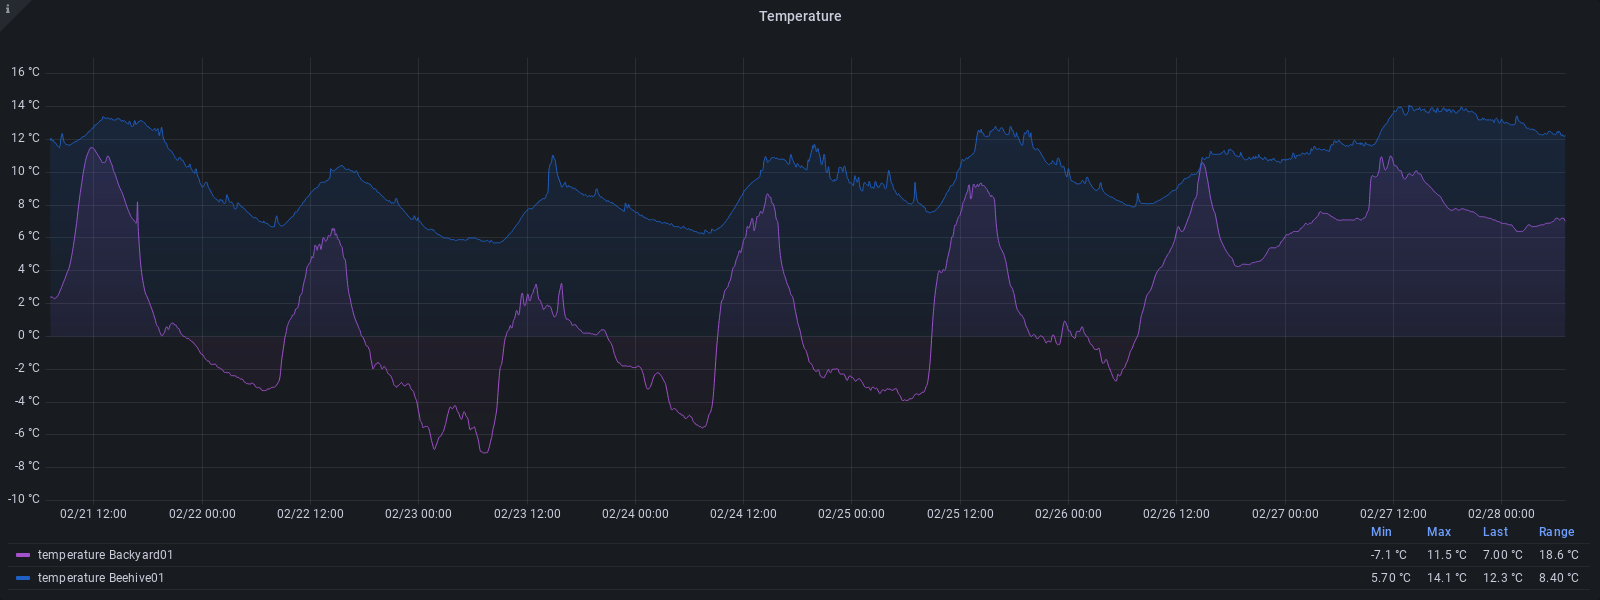 i
Temperature
16 °C
14 °C
12 °C
10 °C
8 °C
6 °C
4 °C
2 °C
0 °C
-2 °C
-4 °C
-6 °C
-8 °C
-10 °C
02/21 12:00 02/22 00:00 02/22 12:00 02/23 00:00 02/23 12:00 02/24 00:00 02/24 12:00 02/25 00:00 02/25 12:00 02/26 00:00 02/26 12:00 02/27 00:00 02/27 12:00 02/28 00:00
Min Max Last Range
temperature Backyard01 -7.1 °C 11.5 °C 7.00 °C 18.6 °C
temperature Beehive01 5.70 °C 14.1 °C 12.3 °C 8.40 °C